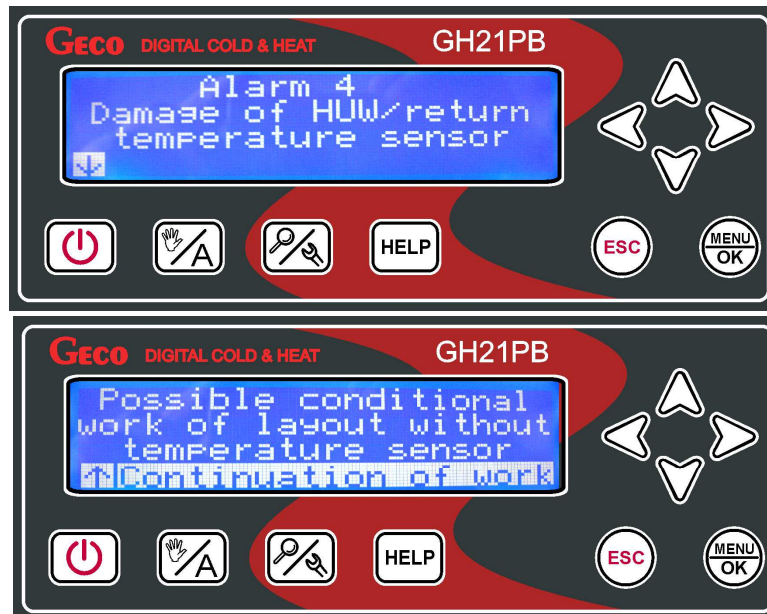 GECO DIGITAL COLD & HEAT GH21PB
Alarm 4
Damage of HUW/return
temperature sensor
A
HELP
ESC
MENU
OK
GECO DIGITAL COLD & HEAT GH21PB
Possible conditional
work of layout without
temperature sensor
Continuation of work
A
HELP
ESC
MENU
OK